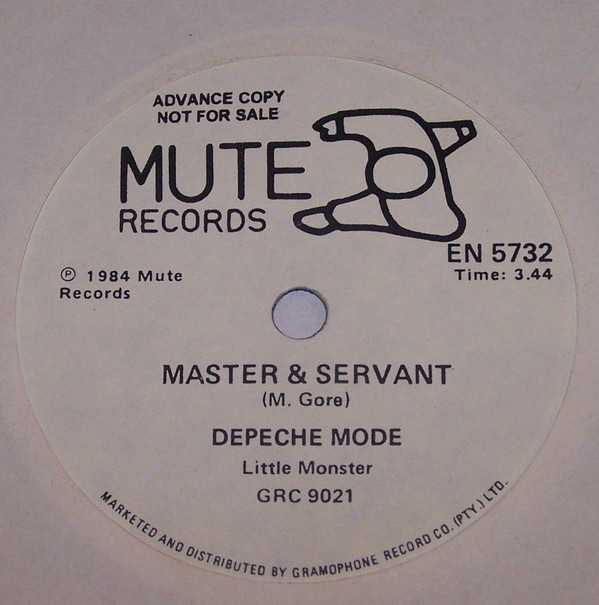 ADVANCE COPY
NOT FOR SALE
MUTE
RECORDS
EN 5732
Time: 3.44
℗ 1984 Mute
Records
MASTER & SERVANT
(M. Gore)
DEPECHE MODE
Little Monster
GRC 9021
MARKETED AND DISTRIBUTED BY GRAMOPHONE RECORD CO. (PTY.) LTD.